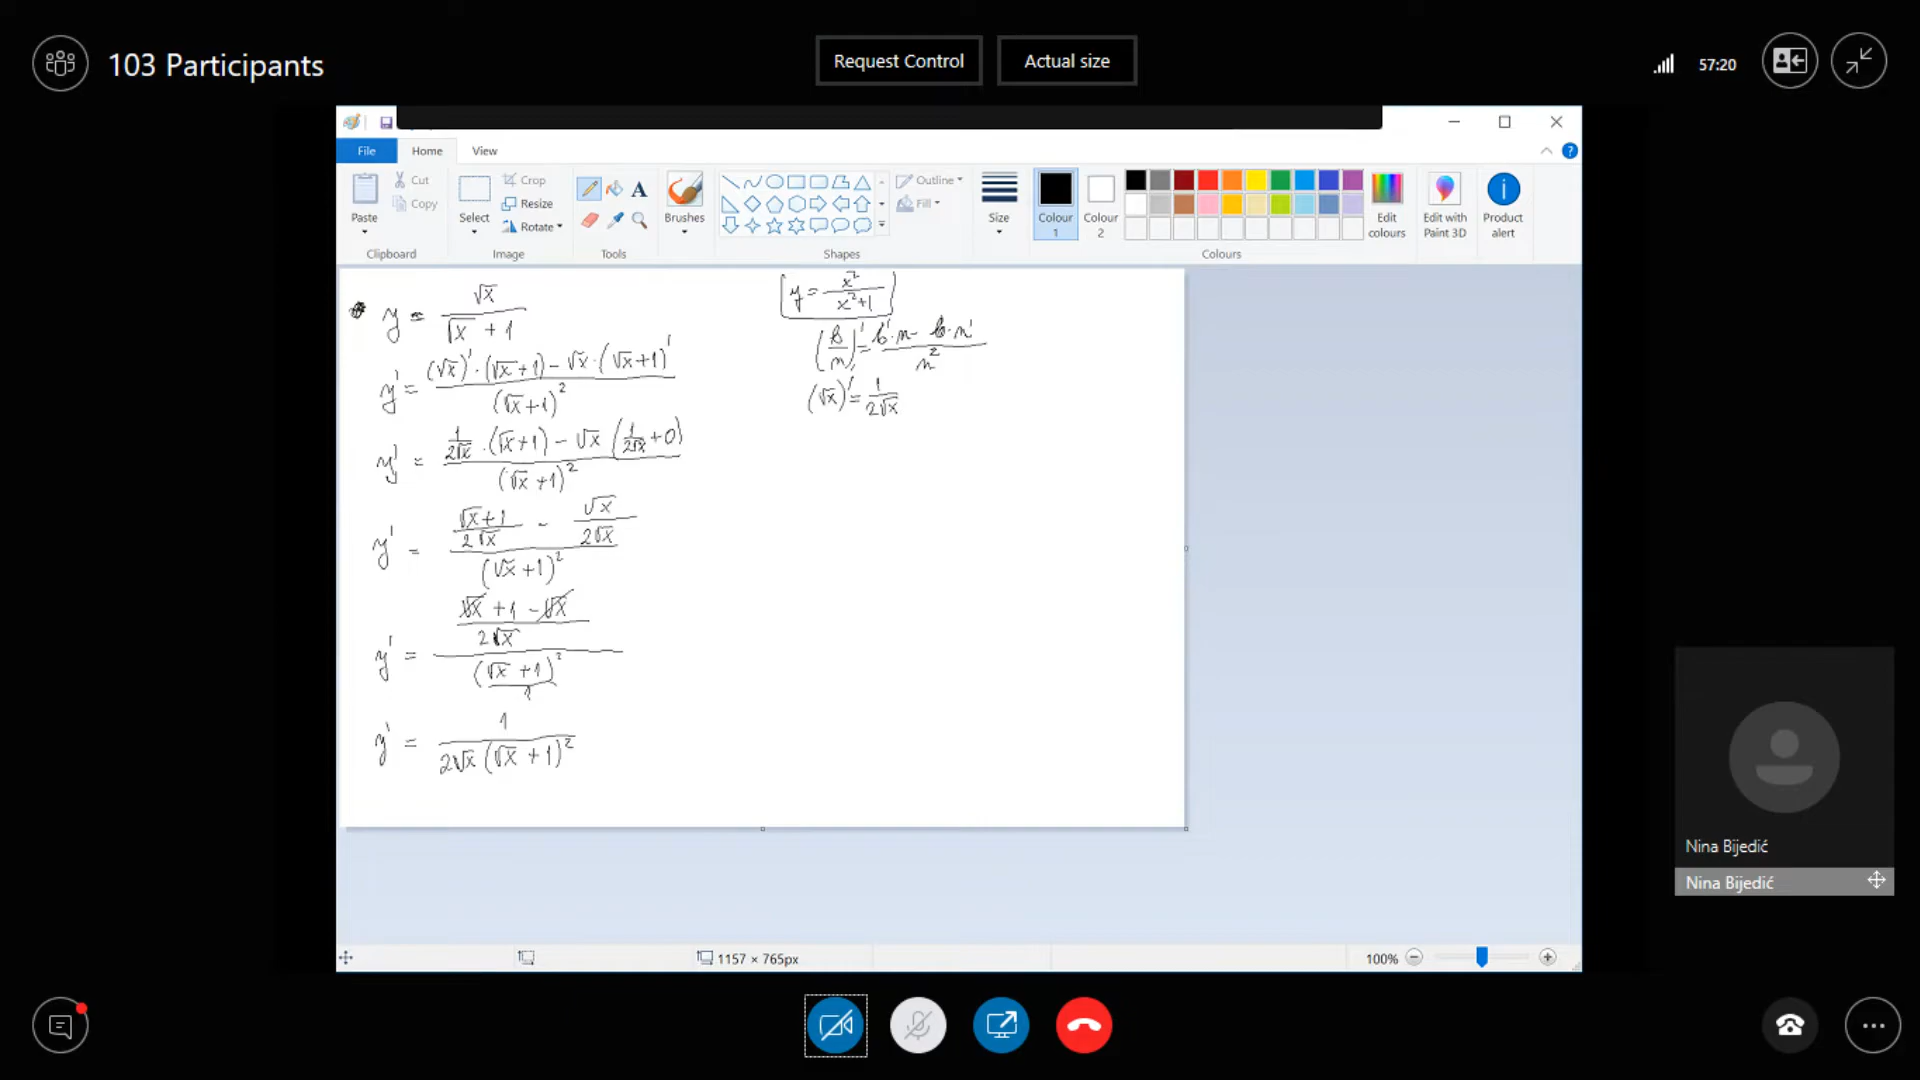 103 Participants
Request Control
Actual size
57:20
File
Home
View
Paste
Cut
Copy
Clipboard
Select
Crop
Resize
Rotate
Image
A
Tools
Brushes
Shapes
Outline
Fill
Size
Colour 1
Colour 2
Edit colours
Edit with Paint 3D
Product alert
Colours
y = √x / (√x + 1)
y' = ((√x)' · (√x+1) − √x · (√x+1)') / (√x+1)²
y' = (1/(2√x) · (√x+1) − √x (1/(2√x) + 0)) / (√x+1)²
y' = ((√x+1)/(2√x) − √x/(2√x)) / (√x+1)²
y' = ((√x + 1 − √x)/(2√x)) / ((√x+1)²/1)
y' = 1 / (2√x (√x+1)²)
y = x² / (x²+1)
(B/n)' = (b'·n − b·n') / n²
(√x)' = 1/(2√x)
Nina Bijedić
Nina Bijedić
1157 × 765px
100%